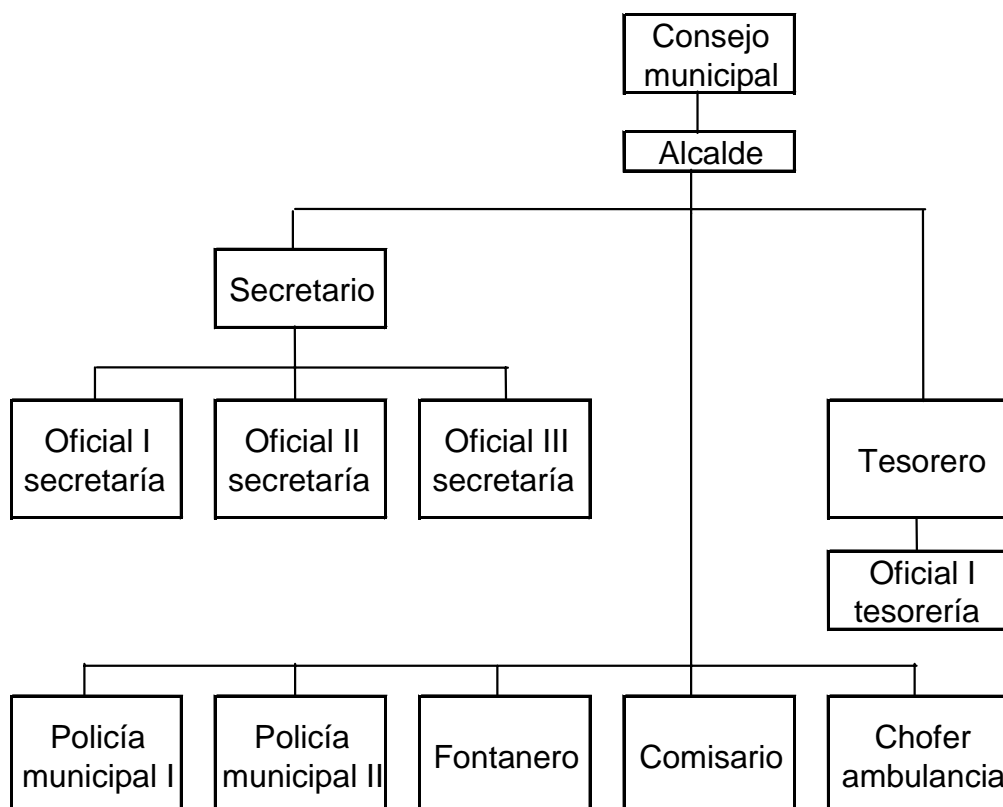 Consejo
municipal
Alcalde
Secretario
Oficial I
secretaría
Oficial II
secretaría
Oficial III
secretaría
Tesorero
Oficial I
tesorería
Policía
municipal I
Policía
municipal II
Fontanero
Comisario
Chofer
ambulancia